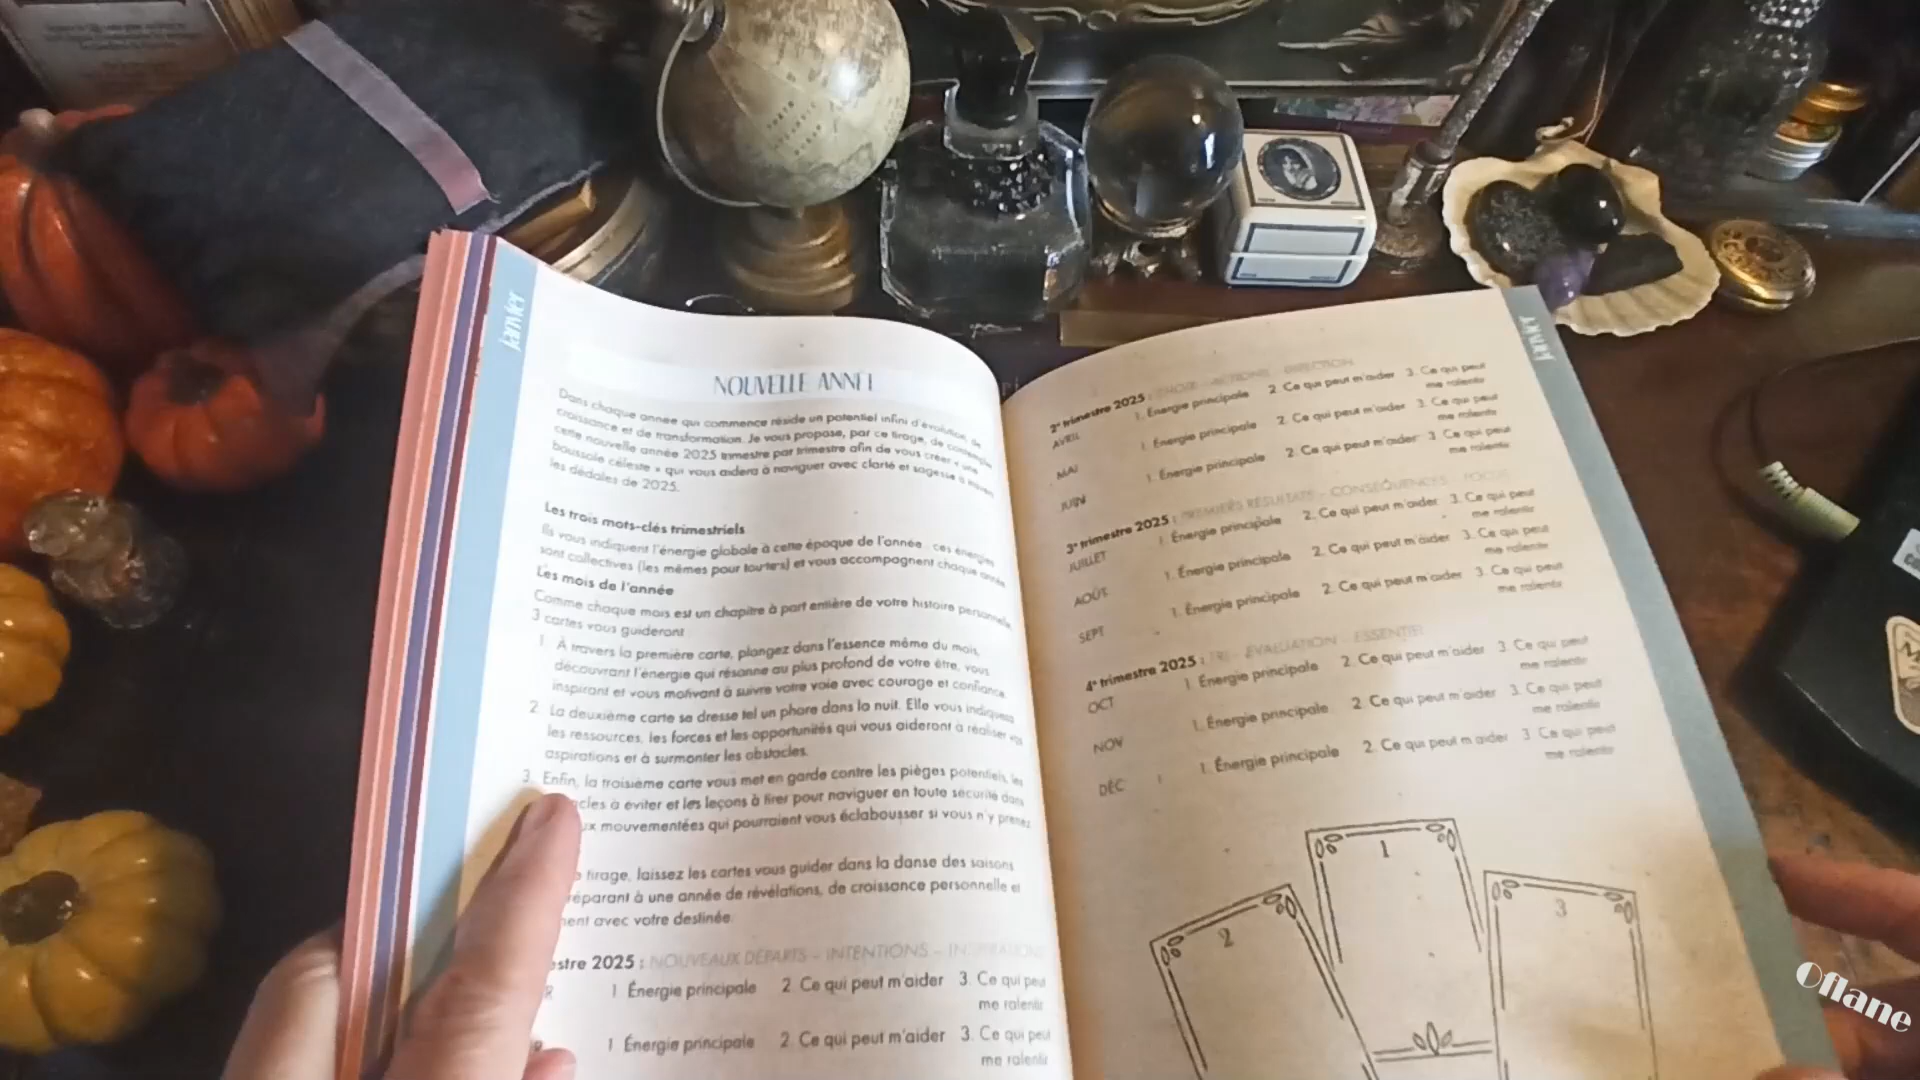 janvier
NOUVELLE ANNÉE
Dans chaque année qui commence réside un potentiel infini d'évolution, de
croissance et de transformation. Je vous propose, par ce tirage, de
cette nouvelle année 2025 trimestre par trimestre afin de vous créer « une
boussole céleste » qui vous aidera à naviguer avec clarté et sagesse à travers
les dédales de 2025.
Les trois mots-clés trimestriels
Ils vous indiquent l'énergie globale à cette époque de l'année : ces énergies
sont collectives (les mêmes pour tou·te·s) et vous accompagnent chaque année
Les mois de l'année
Comme chaque mois est un chapitre à part entière de votre histoire personnelle,
3 cartes vous guideront
1. À travers la première carte, plongez dans l'essence même du mois,
découvrant l'énergie qui résonne au plus profond de votre être, vous
inspirant et vous motivant à suivre votre voie avec courage et confiance.
2. La deuxième carte se dresse tel un phare dans la nuit. Elle vous indiquera
les ressources, les forces et les opportunités qui vous aideront à réaliser vos
aspirations et à surmonter les obstacles.
3. Enfin, la troisième carte vous met en garde contre les pièges potentiels, les
cles à éviter et les leçons à tirer pour naviguer en toute sécurité dans
ux mouvementées qui pourraient vous éclabousser si vous n'y prenez
tirage, laissez les cartes vous guider dans la danse des saisons
éparant à une année de révélations, de croissance personnelle et
ent avec votre destinée.
stre 2025 : NOUVEAUX DÉPARTS – INTENTIONS – INSPIRATIONS
R 1. Énergie principale 2. Ce qui peut m'aider 3. Ce qui peut
me ralentir
1. Énergie principale 2. Ce qui peut m'aider 3. Ce qui peut
me ralentir
janvier
2e trimestre 2025 : CHOIX – ACTIONS – DIRECTION
AVRIL 1. Énergie principale 2. Ce qui peut m'aider 3. Ce qui peut
me ralentir
MAI 1. Énergie principale 2. Ce qui peut m'aider 3. Ce qui peut
me ralentir
JUIN 1. Énergie principale 2. Ce qui peut m'aider 3. Ce qui peut
me ralentir
3e trimestre 2025 : PREMIERS RÉSULTATS – CONSÉQUENCES – FOCUS
JUILLET 1. Énergie principale 2. Ce qui peut m'aider 3. Ce qui peut
me ralentir
AOÛT 1. Énergie principale 2. Ce qui peut m'aider 3. Ce qui peut
me ralentir
SEPT 1. Énergie principale 2. Ce qui peut m'aider 3. Ce qui peut
me ralentir
4e trimestre 2025 : TRI – ÉVALUATION – ESSENTIEL
OCT 1. Énergie principale 2. Ce qui peut m'aider 3. Ce qui peut
me ralentir
NOV 1. Énergie principale 2. Ce qui peut m'aider 3. Ce qui peut
me ralentir
DÉC 1. Énergie principale 2. Ce qui peut m'aider 3. Ce qui peut
me ralentir
1
2
3
Oflane